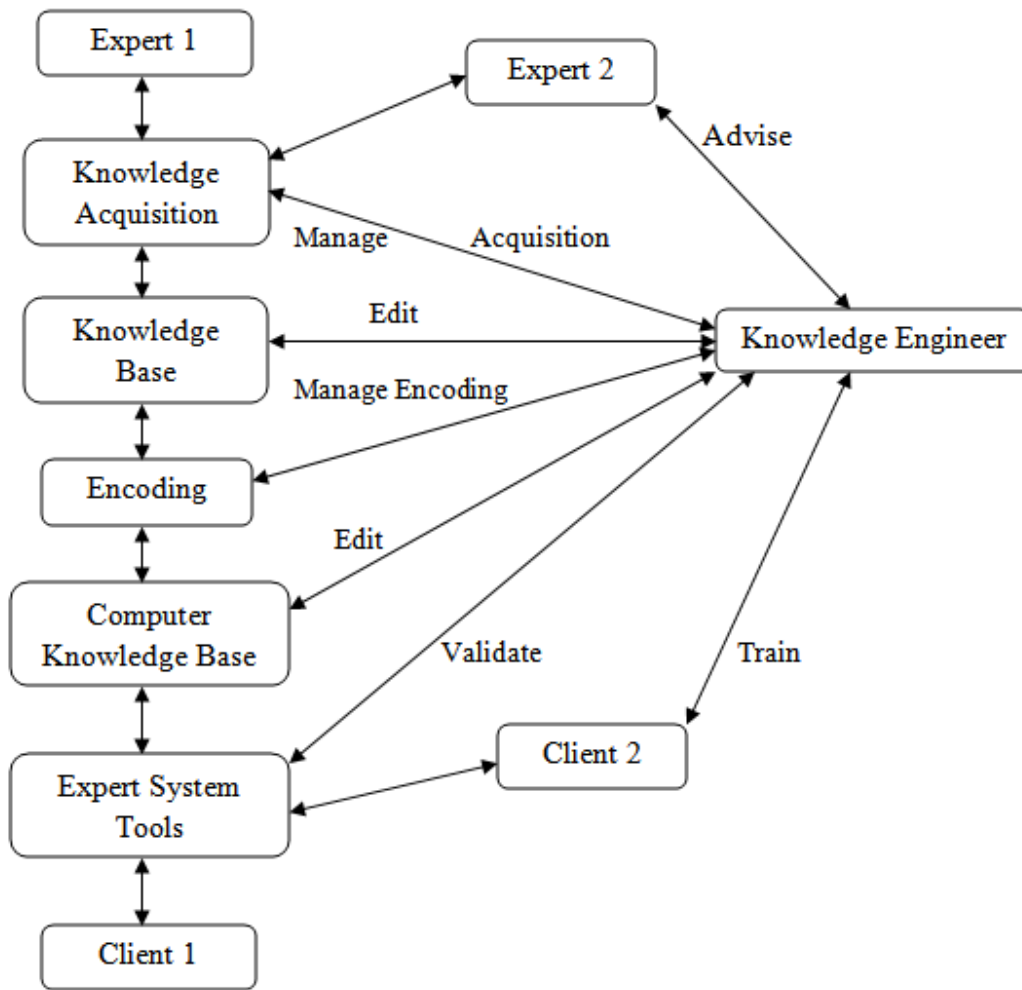 Expert 1
Expert 2
Advise
Knowledge
Acquisition
Manage
Acquisition
Edit
Knowledge
Base
Knowledge Engineer
Manage Encoding
Encoding
Edit
Computer
Knowledge Base
Validate
Train
Client 2
Expert System
Tools
Client 1